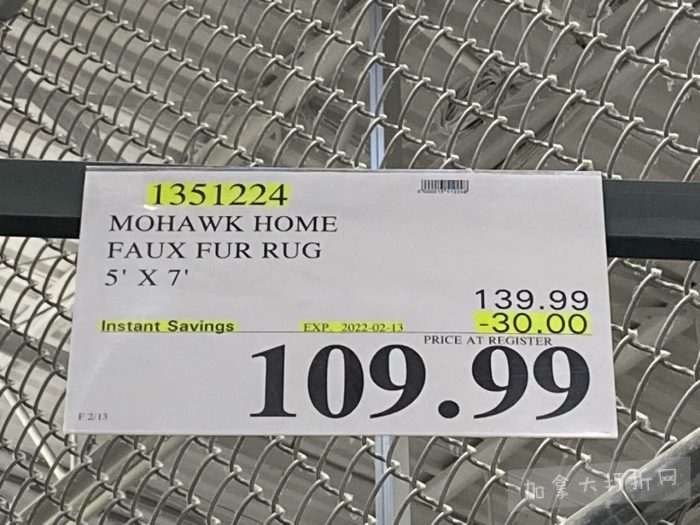 1351224
MOHAWK HOME
FAUX FUR RUG
5' X 7'
139.99
Instant Savings EXP. 2022-02-13 -30.00
PRICE AT REGISTER
109.99
F 2/13
加拿大打折网